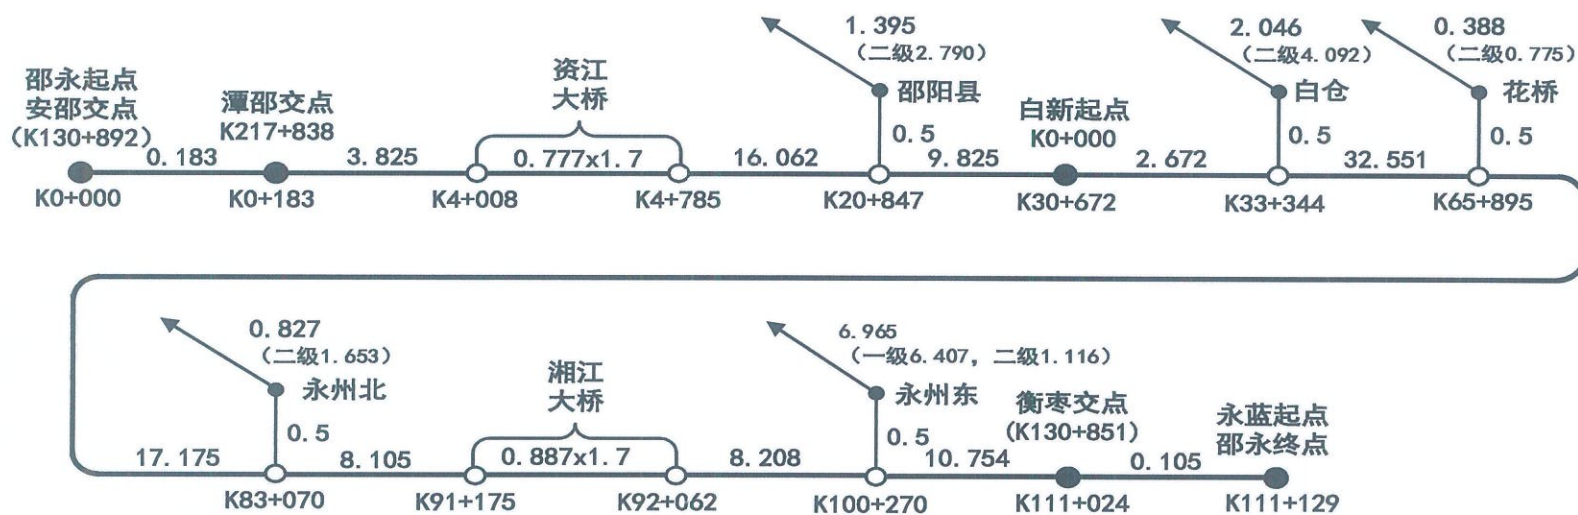 1.395
（二级2.790）
2.046
（二级4.092）
0.388
（二级0.775）
邵永起点
安邵交点
（K130+892）
潭邵交点
K217+838
资江
大桥
邵阳县
白新起点
K0+000
白仓
花桥
0.5
0.5
0.5
0.183
3.825
0.777x1.7
16.062
9.825
2.672
32.551
K0+000
K0+183
K4+008
K4+785
K20+847
K30+672
K33+344
K65+895
0.827
（二级1.653）
6.965
（一级6.407，二级1.116）
永州北
湘江
大桥
永州东
衡枣交点
（K130+851）
永蓝起点
邵永终点
0.5
0.5
17.175
8.105
0.887x1.7
8.208
10.754
0.105
K83+070
K91+175
K92+062
K100+270
K111+024
K111+129